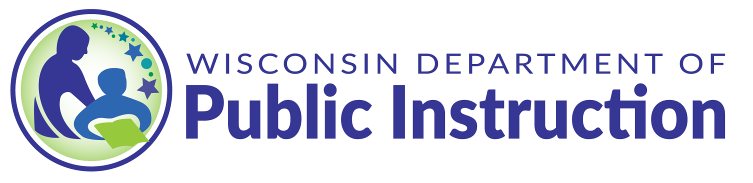 WISCONSIN DEPARTMENT OF
Public Instruction